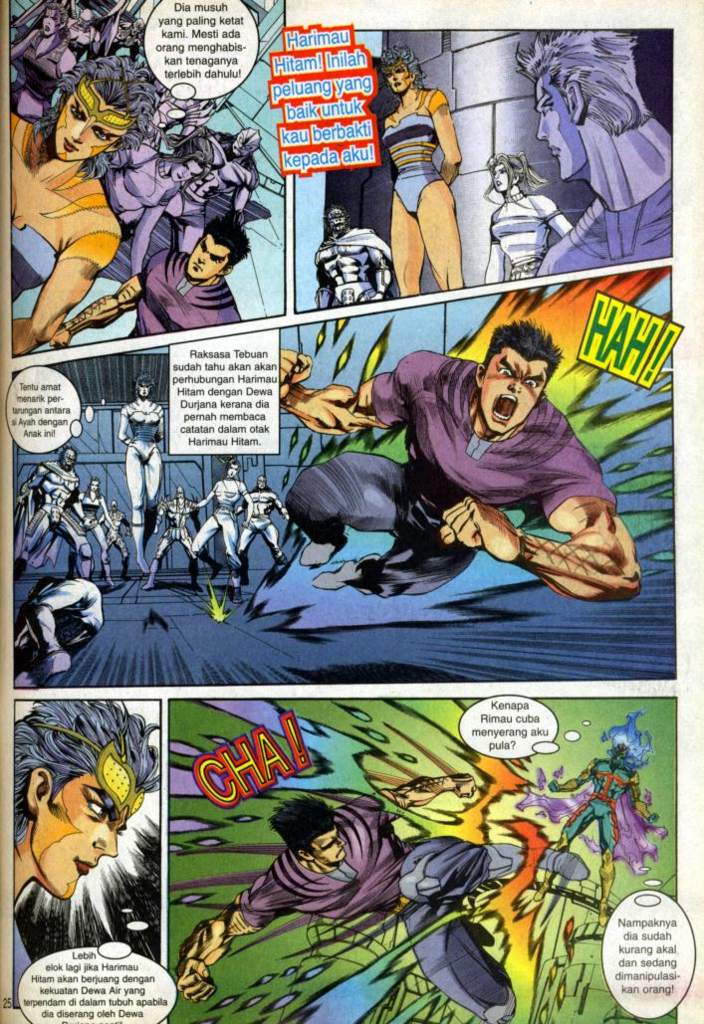 Dia musuh
yang paling ketat
kami. Mesti ada
orang menghabis-
kan tenaganya
terlebih dahulu!
Harimau
Hitam! Inilah
peluang yang
baik untuk
kau berbakti
kepada aku!
HAH!
Raksasa Tebuan
sudah tahu akan akan
perhubungan Harimau
Hitam dengan Dewa
Durjana kerana dia
pernah membaca
catatan dalam otak
Harimau Hitam.
Tentu amat
menarik per-
tarungan antara
si Ayah dengan
Anak ini!
CHA!
Kenapa
Rimau cuba
menyerang aku
pula?
Lebih
elok lagi jika Harimau
Hitam akan berjuang dengan
kekuatan Dewa Air yang
terpendam di dalam tubuh apabila
dia diserang oleh Dewa
Nampaknya
dia sudah
kurang akal
dan sedang
dimanipulasi-
kan orang!
25